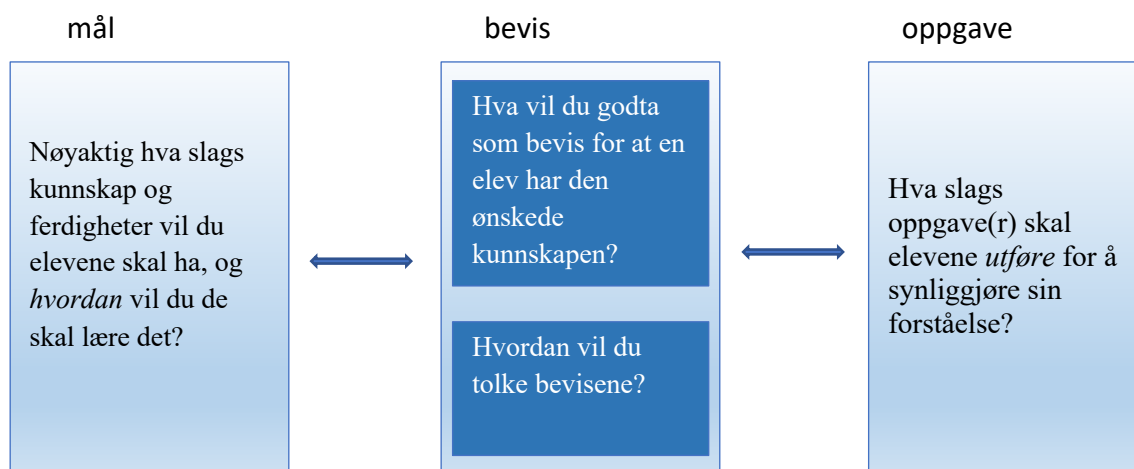 mål
bevis
oppgave
Nøyaktig hva slags
kunnskap og
ferdigheter vil du
elevene skal ha, og
hvordan vil du de
skal lære det?
Hva vil du godta
som bevis for at en
elev har den
ønskede
kunnskapen?
Hvordan vil du
tolke bevisene?
Hva slags
oppgave(r) skal
elevene utføre for å
synliggjøre sin
forståelse?